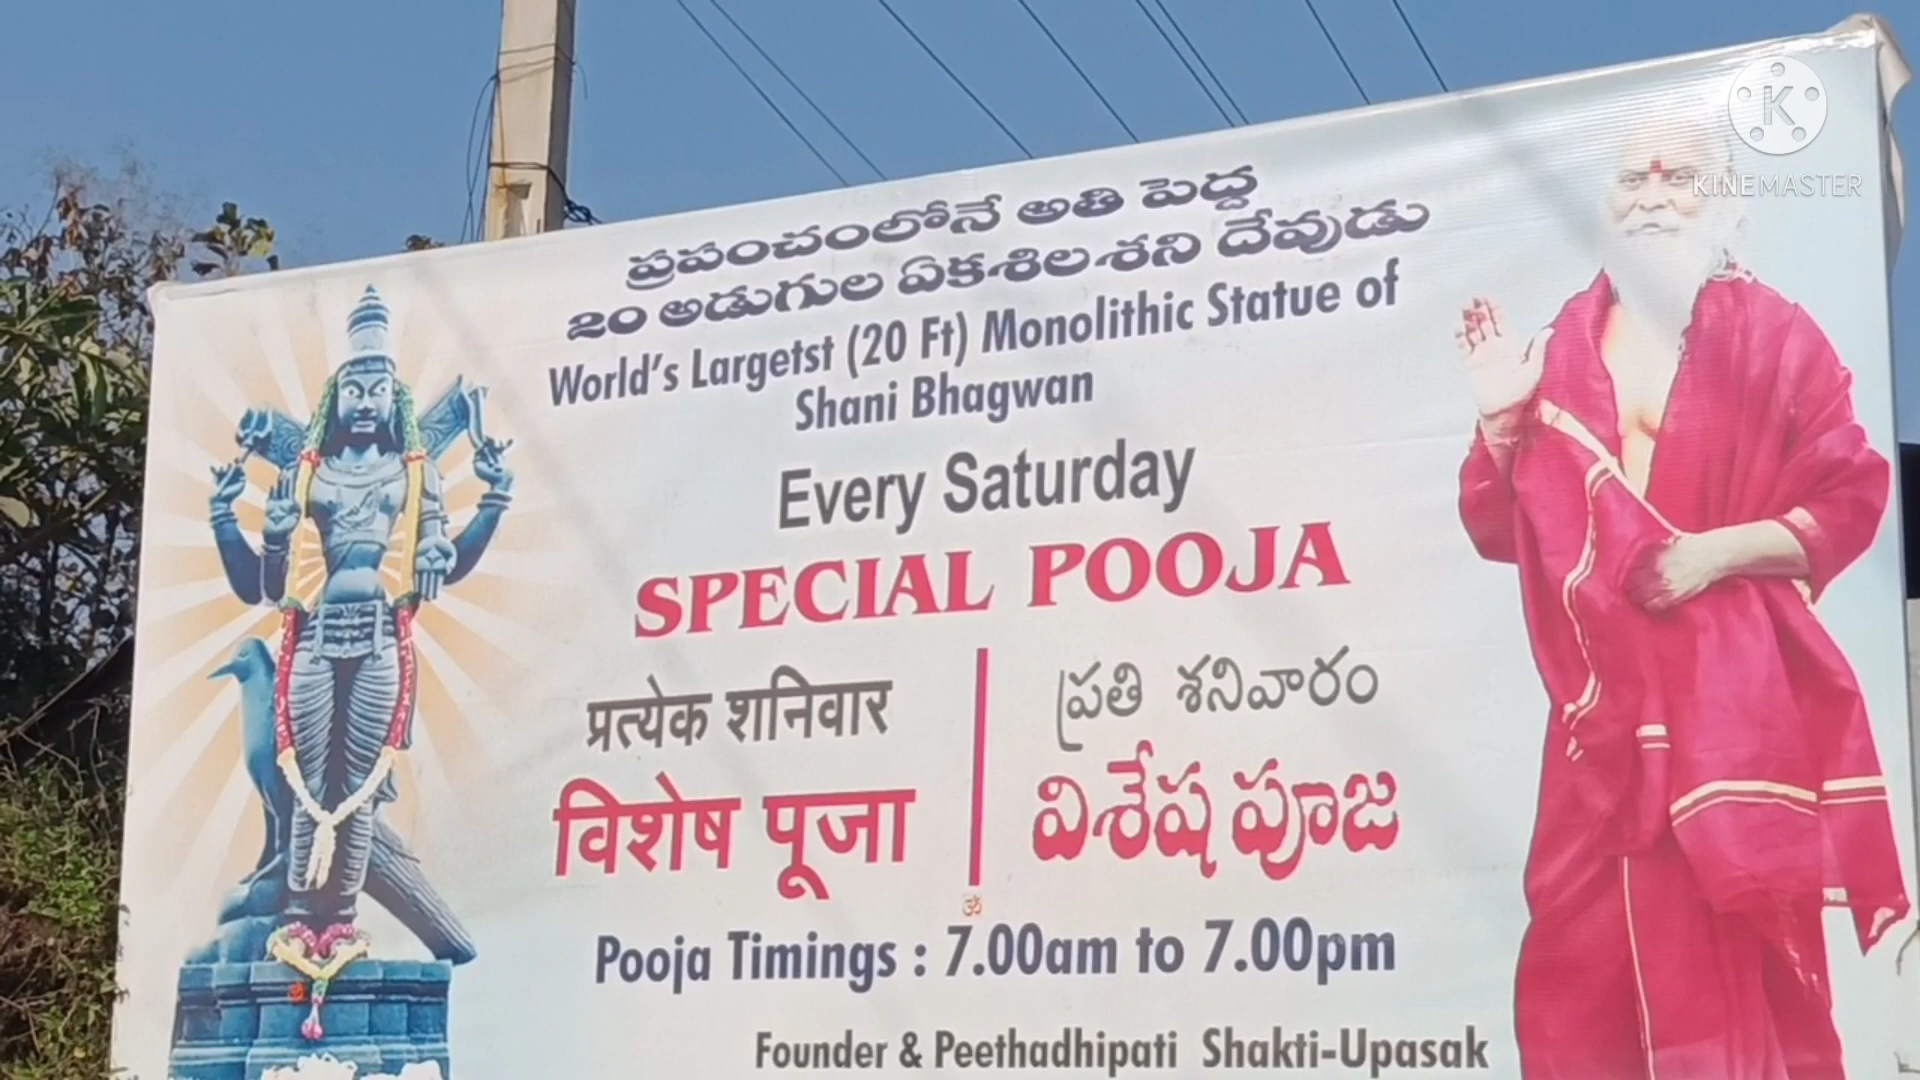 KINEMASTER
ప్రపంచంలోనే అతి పెద్ద
20 అడుగుల ఏకశిల శని దేవుడు
World's Largetst (20 Ft) Monolithic Statue of
Shani Bhagwan
Every Saturday
SPECIAL POOJA
प्रत्येक शनिवार
विशेष पूजा
ప్రతి శనివారం
విశేష పూజ
ॐ
Pooja Timings : 7.00am to 7.00pm
Founder & Peethadhipati Shakti-Upasak